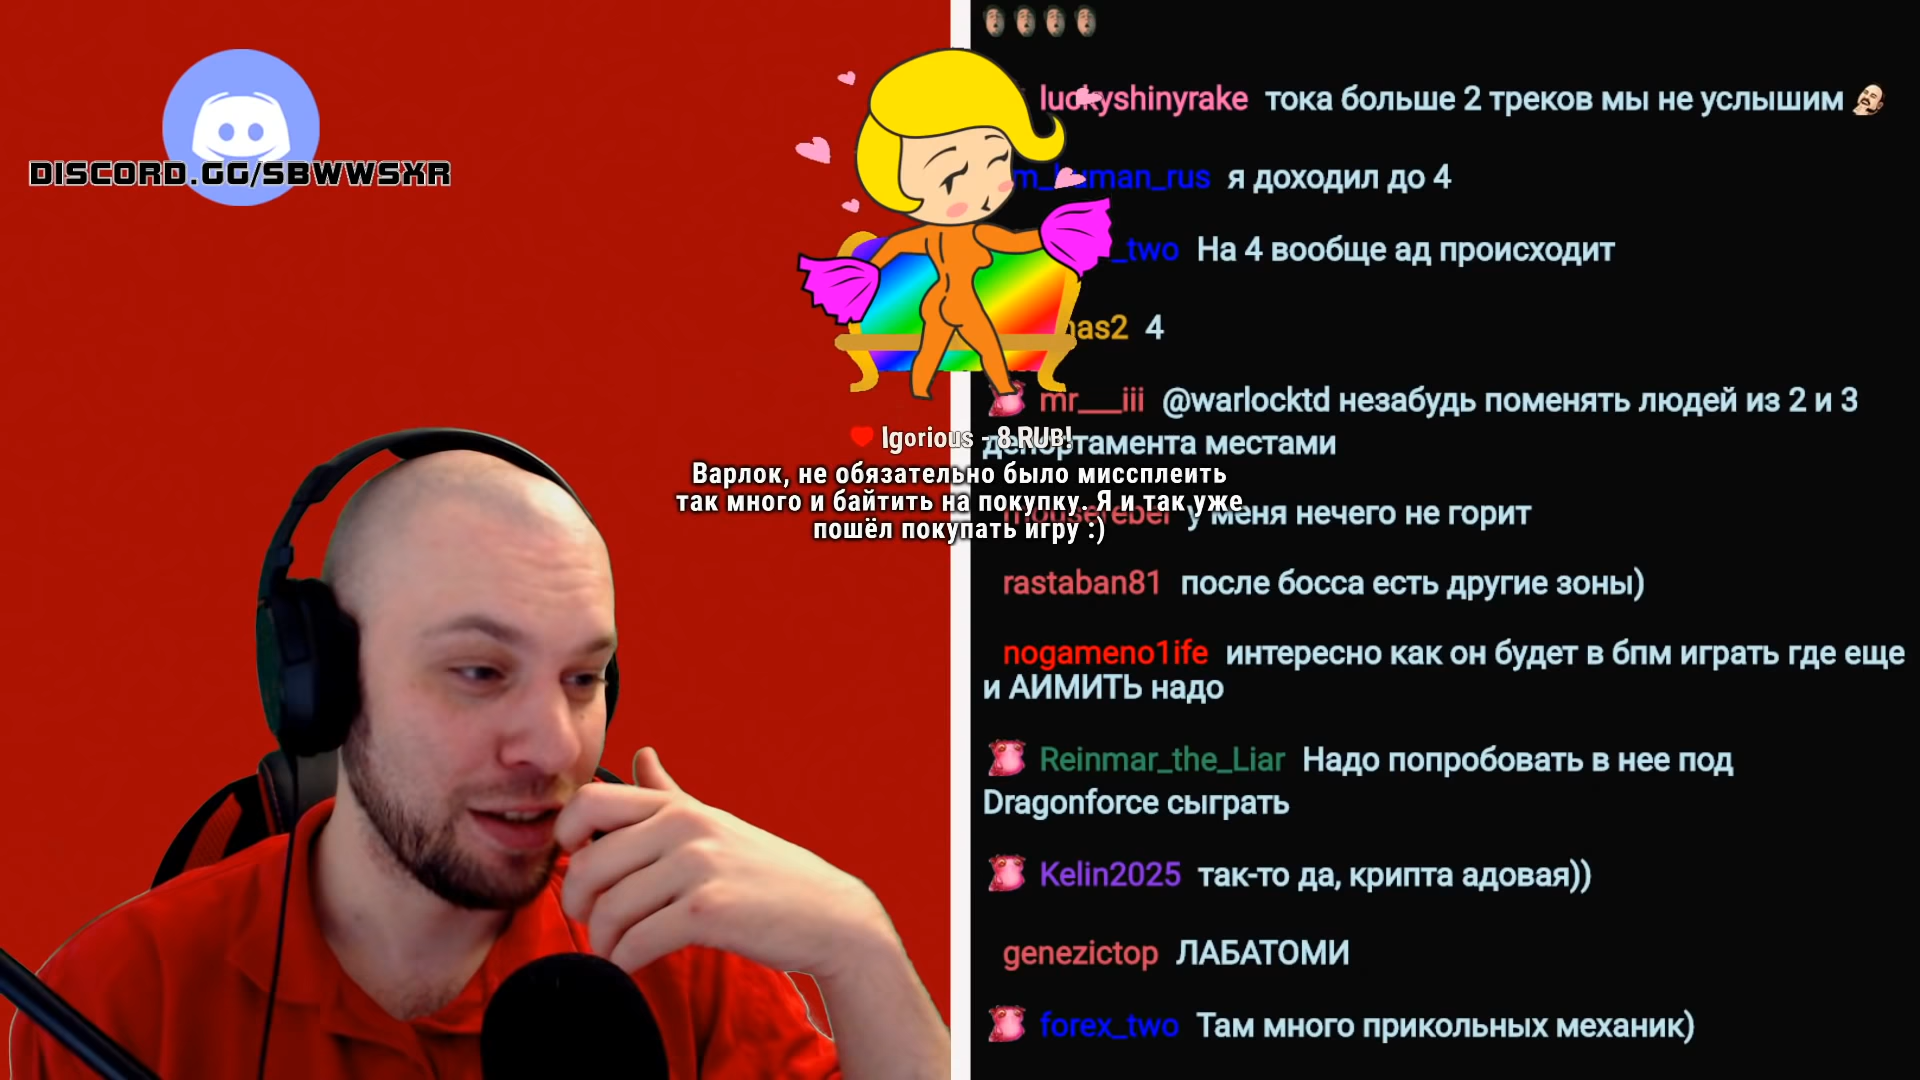 DISCORD.GG/SBWWSXR
luckyshinyrake тока больше 2 треков мы не услышим
я доходил до 4
_two На 4 вообще ад происходит
4
mr___iii @warlocktd незабудь поменять людей из 2 и 3
департамента местами
Igorious - 8 RUB!
Варлок, не обязательно было миссплеить
так много и байтить на покупку. Я и так уже
пошёл покупать игру :)
у меня нечего не горит
rastaban81 после босса есть другие зоны)
nogameno1ife интересно как он будет в бпм играть где еще
и АИМИТЬ надо
Reinmar_the_Liar Надо попробовать в нее под
Dragonforce сыграть
Kelin2025 так-то да, крипта адовая))
genezictop ЛАБАТОМИ
forex_two Там много прикольных механик)